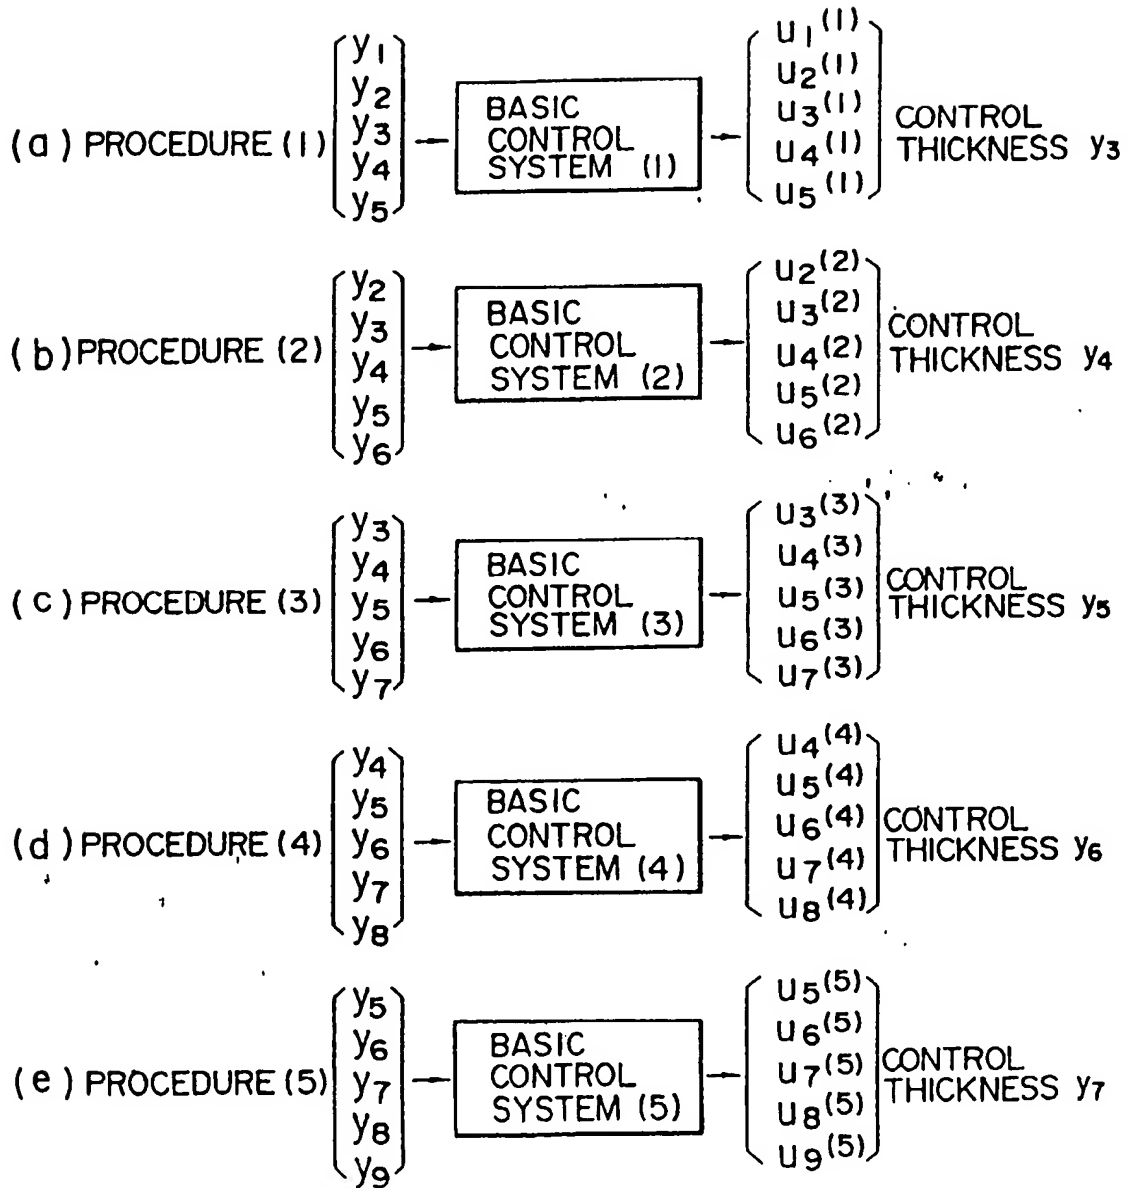 (a) PROCEDURE (1)
y1
y2
y3
y4
y5
BASIC
CONTROL
SYSTEM (1)
u1(1)
u2(1)
u3(1)
u4(1)
u5(1)
CONTROL
THICKNESS y3
(b) PROCEDURE (2)
y2
y3
y4
y5
y6
BASIC
CONTROL
SYSTEM (2)
u2(2)
u3(2)
u4(2)
u5(2)
u6(2)
CONTROL
THICKNESS y4
(c) PROCEDURE (3)
y3
y4
y5
y6
y7
BASIC
CONTROL
SYSTEM (3)
u3(3)
u4(3)
u5(3)
u6(3)
u7(3)
CONTROL
THICKNESS y5
(d) PROCEDURE (4)
y4
y5
y6
y7
y8
BASIC
CONTROL
SYSTEM (4)
u4(4)
u5(4)
u6(4)
u7(4)
u8(4)
CONTROL
THICKNESS y6
(e) PROCEDURE (5)
y5
y6
y7
y8
y9
BASIC
CONTROL
SYSTEM (5)
u5(5)
u6(5)
u7(5)
u8(5)
u9(5)
CONTROL
THICKNESS y7